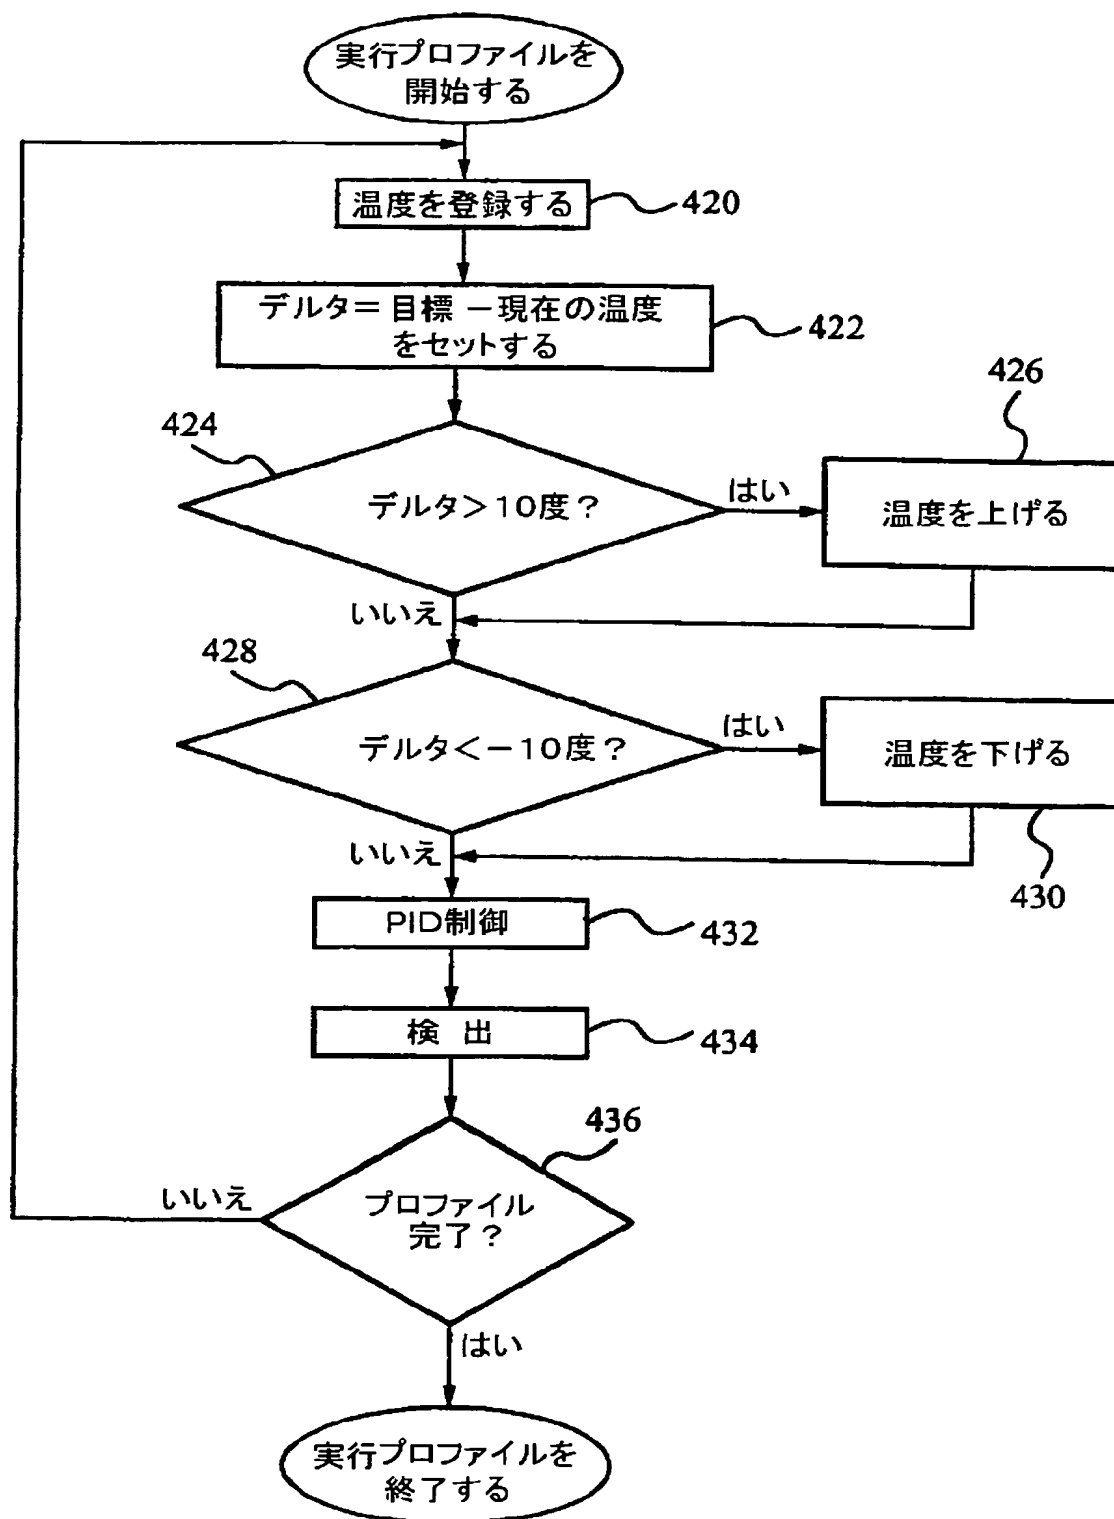 実行プロファイルを
開始する
温度を登録する
420
デルタ＝目標－現在の温度
をセットする
422
424
デルタ＞10度？
はい
426
温度を上げる
いいえ
428
デルタ＜－10度？
はい
温度を下げる
430
いいえ
PID制御
432
検 出
434
436
プロファイル
完了？
いいえ
はい
実行プロファイルを
終了する